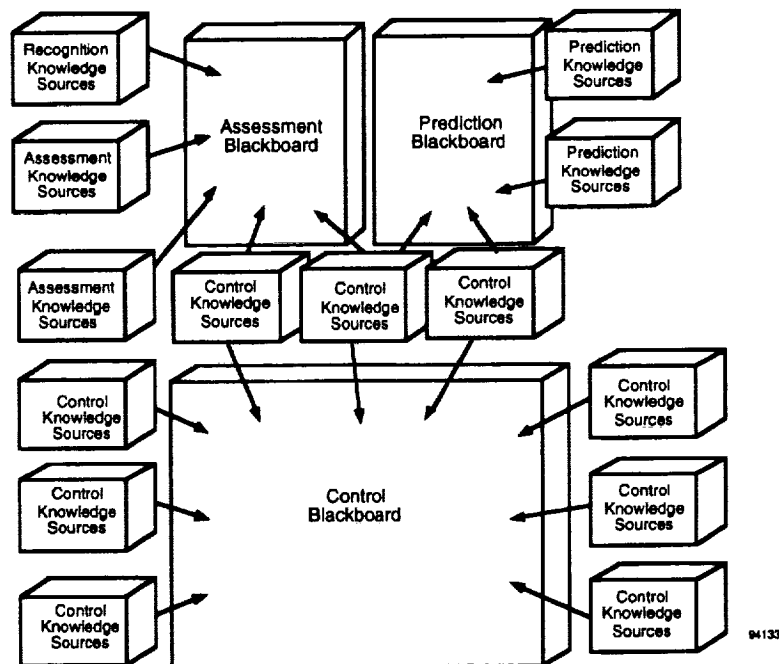 Recognition
Knowledge
Sources
Assessment
Blackboard
Prediction
Blackboard
Prediction
Knowledge
Sources
Assessment
Knowledge
Sources
Prediction
Knowledge
Sources
Assessment
Knowledge
Sources
Control
Knowledge
Sources
Control
Knowledge
Sources
Control
Knowledge
Sources
Control
Knowledge
Sources
Control
Knowledge
Sources
Control
Knowledge
Sources
Control
Blackboard
Control
Knowledge
Sources
Control
Knowledge
Sources
Control
Knowledge
Sources
94133